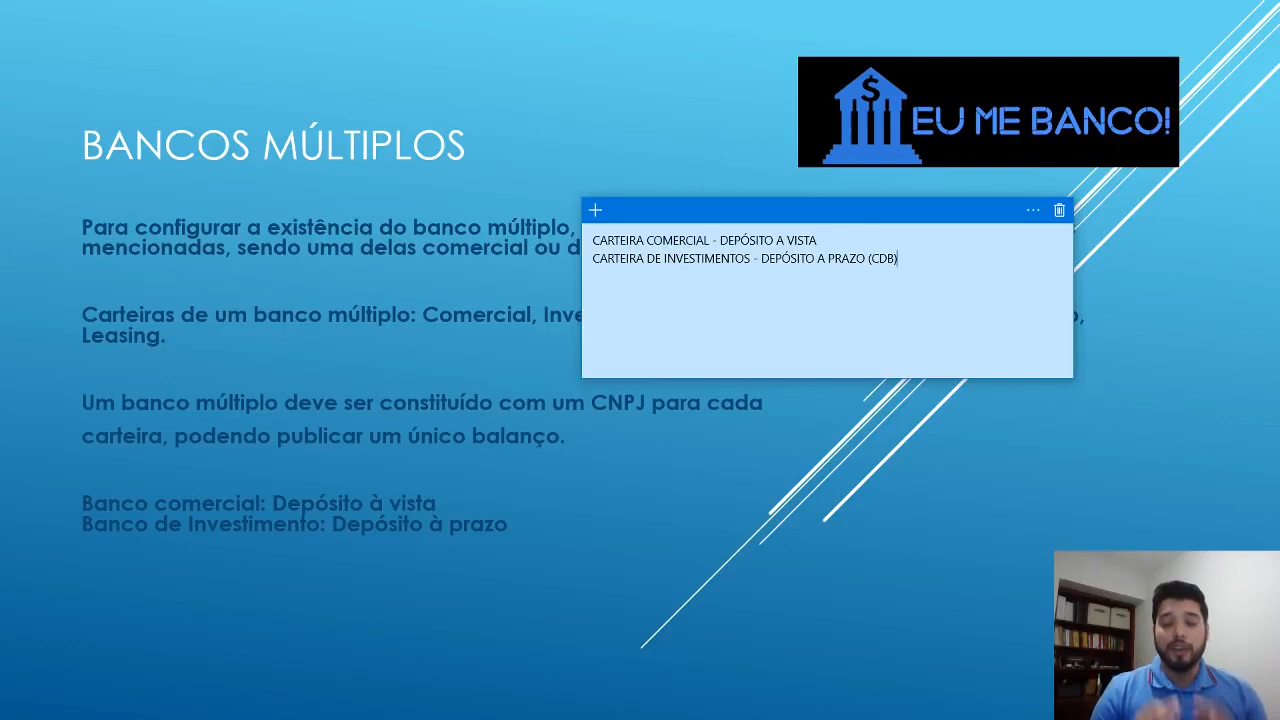 BANCOS MÚLTIPLOS
$ EU ME BANCO!
Para configurar a existência do banco múltiplo,
mencionadas, sendo uma delas comercial ou d
CARTEIRA COMERCIAL - DEPÓSITO A VISTA
CARTEIRA DE INVESTIMENTOS - DEPÓSITO A PRAZO (CDB)
Carteiras de um banco múltiplo: Comercial, Inve o,
Leasing.
Um banco múltiplo deve ser constituído com um CNPJ para cada
carteira, podendo publicar um único balanço.
Banco comercial: Depósito à vista
Banco de Investimento: Depósito à prazo